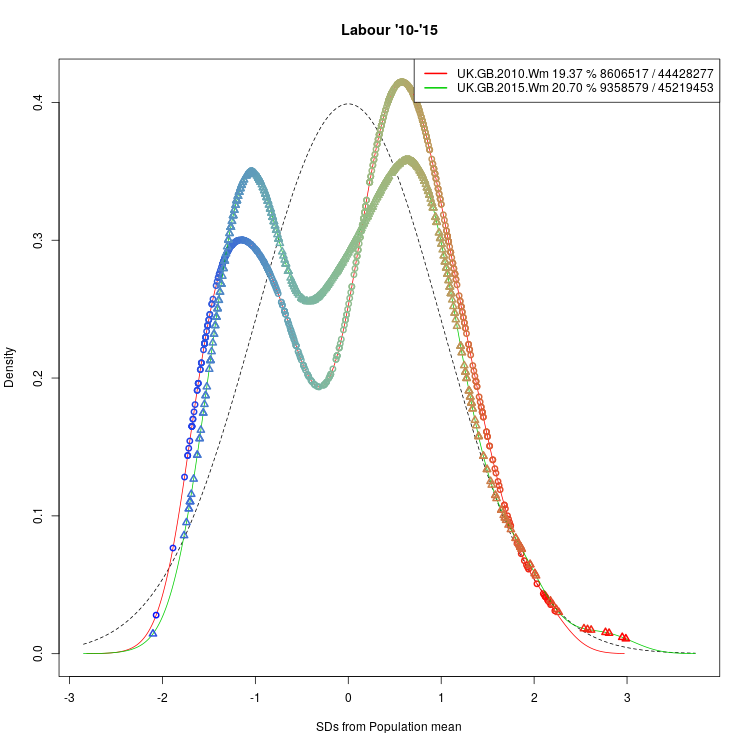 Labour '10-'15
UK.GB.2010.Wm 19.37 % 8606517 / 44428277
UK.GB.2015.Wm 20.70 % 9358579 / 45219453
Density
0.4
0.3
0.2
0.1
0.0
-3 -2 -1 0 1 2 3
SDs from Population mean